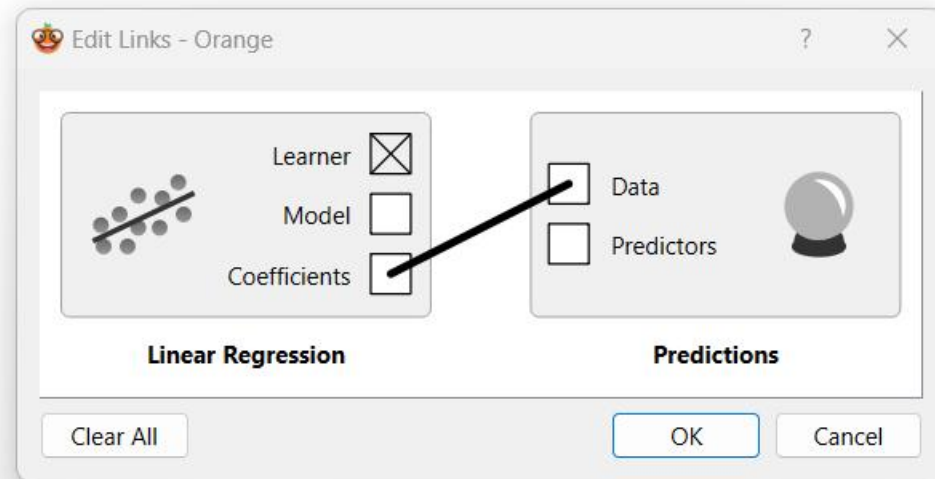 Edit Links - Orange ?
Learner
Model
Coefficients
Data
Predictors
Linear Regression
Predictions
Clear All
OK
Cancel